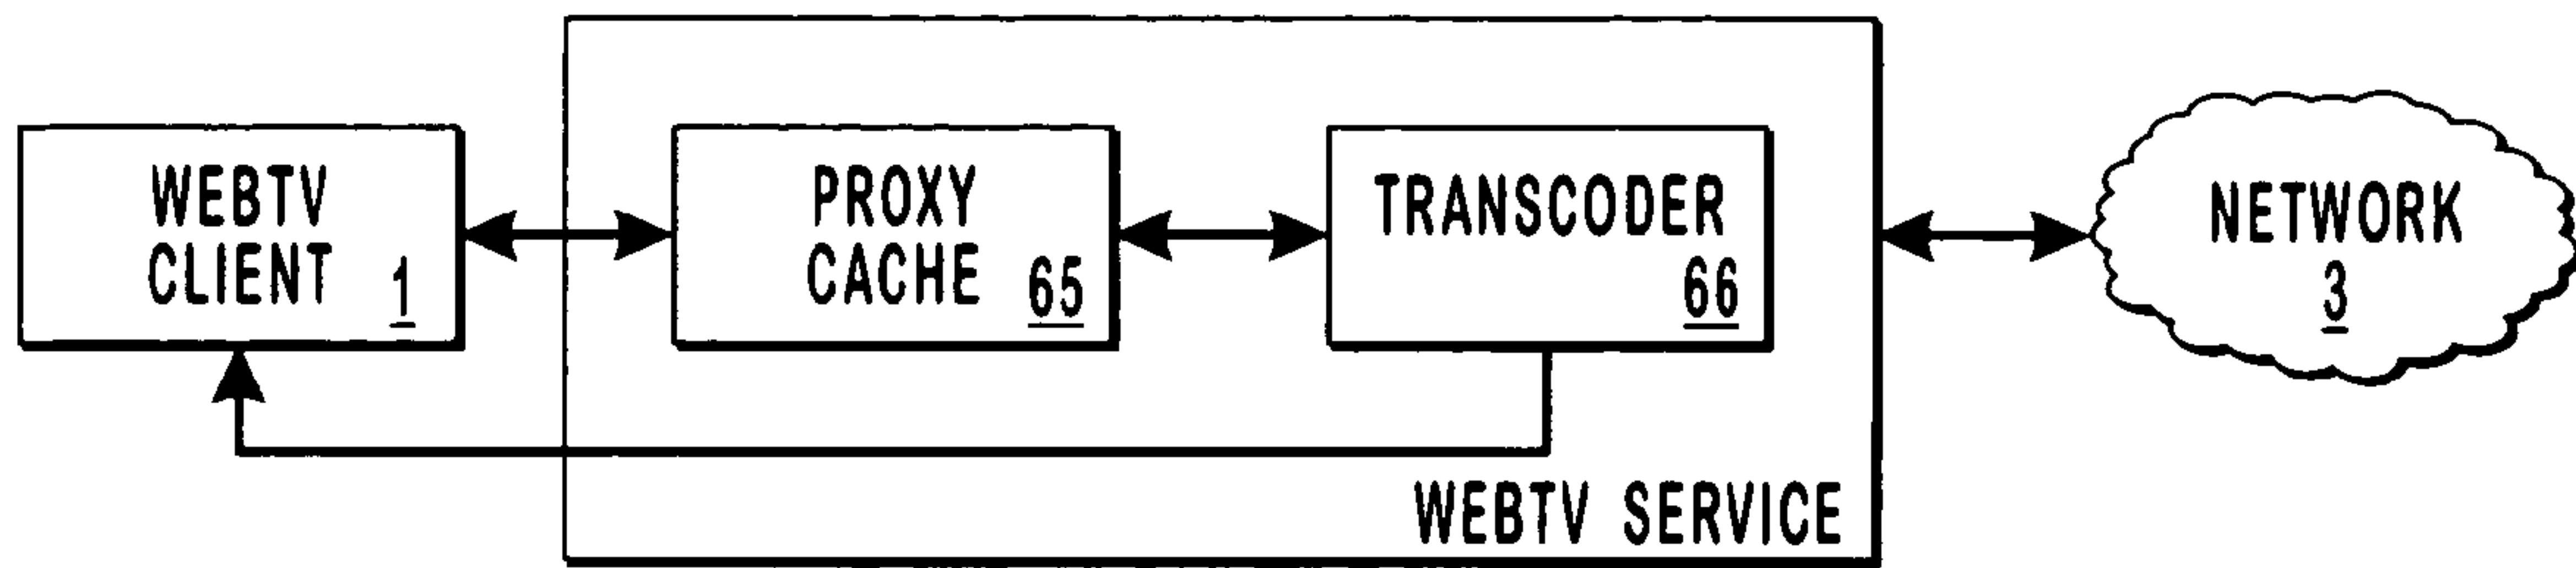 WEBTV
CLIENT 1
PROXY
CACHE 65
TRANSCODER
66
NETWORK
3
WEBTV SERVICE